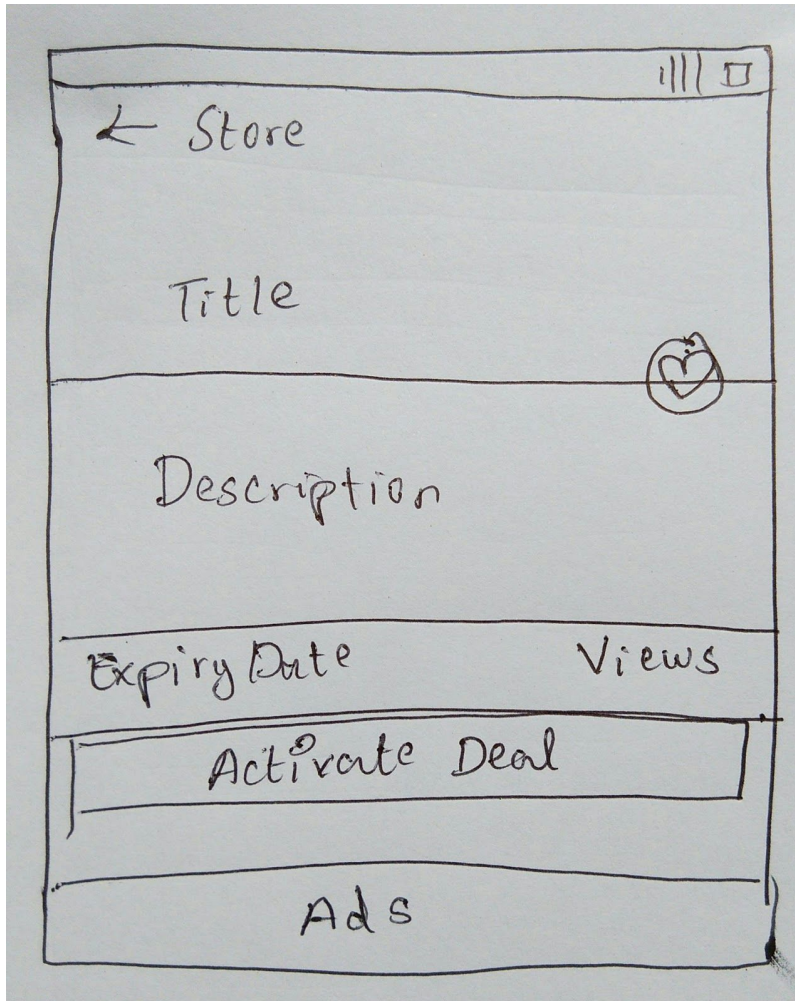 ← Store
Title
Description
Expiry Date Views
Activate Deal
Ads